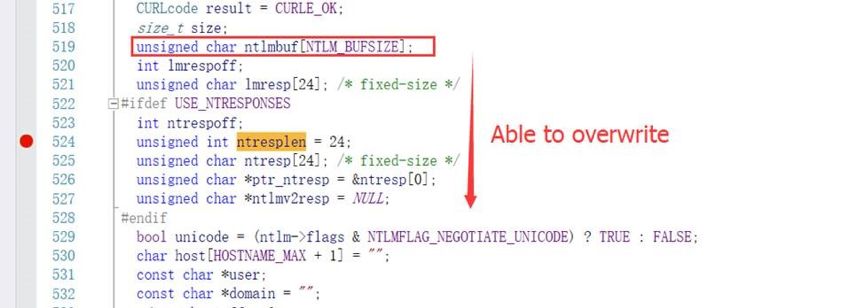 517 CURLcode result = CURLE_OK;
518 size_t size;
519 unsigned char ntlmbuf[NTLM_BUFSIZE];
520 int lmrespoff;
521 unsigned char lmresp[24]; /* fixed-size */
522 #ifdef USE_NTRESPONSES
523 int ntrespoff;
524 unsigned int ntresplen = 24;
525 unsigned char ntresp[24]; /* fixed-size */
526 unsigned char *ptr_ntresp = &ntresp[0];
527 unsigned char *ntlmv2resp = NULL;
528 #endif
529 bool unicode = (ntlm->flags & NTLMFLAG_NEGOTIATE_UNICODE) ? TRUE : FALSE;
530 char host[HOSTNAME_MAX + 1] = "";
531 const char *user;
532 const char *domain = "";
Able to overwrite